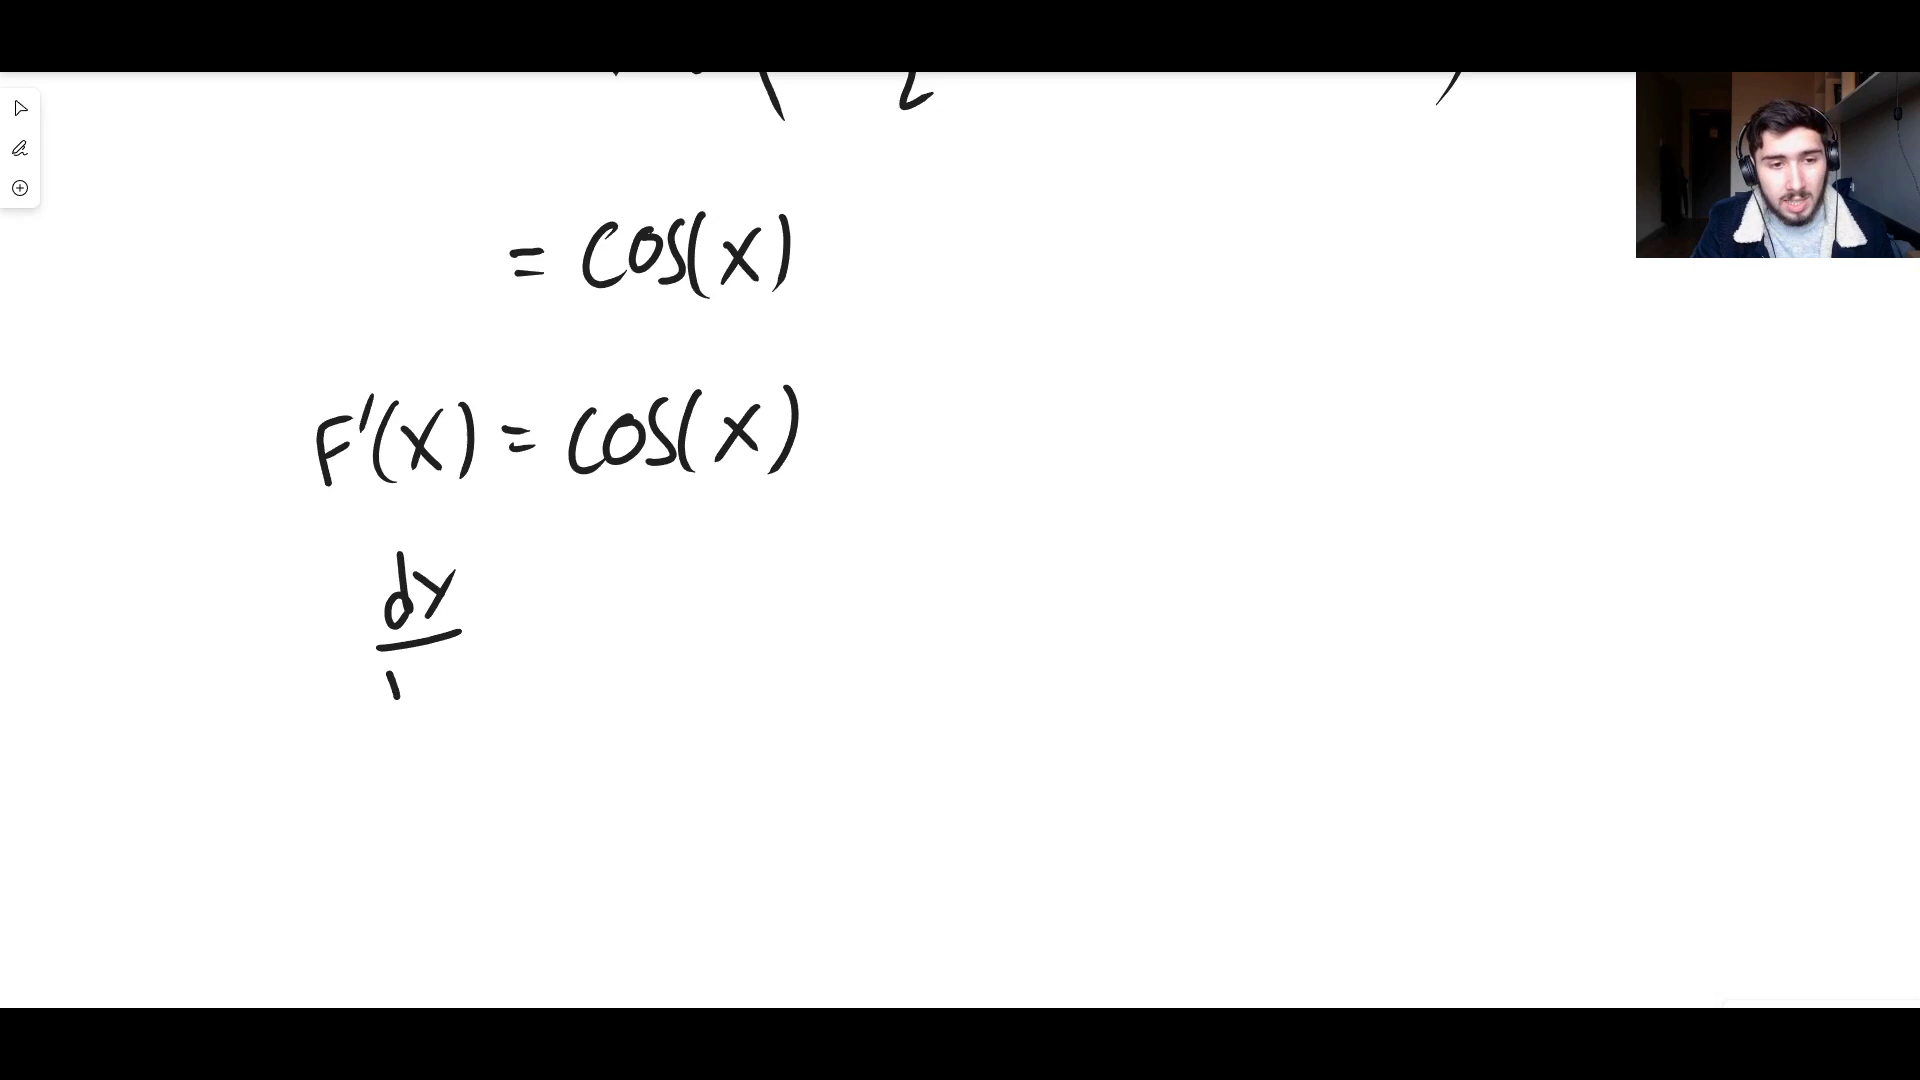 = cos(x)
F'(x) = cos(x)
dy